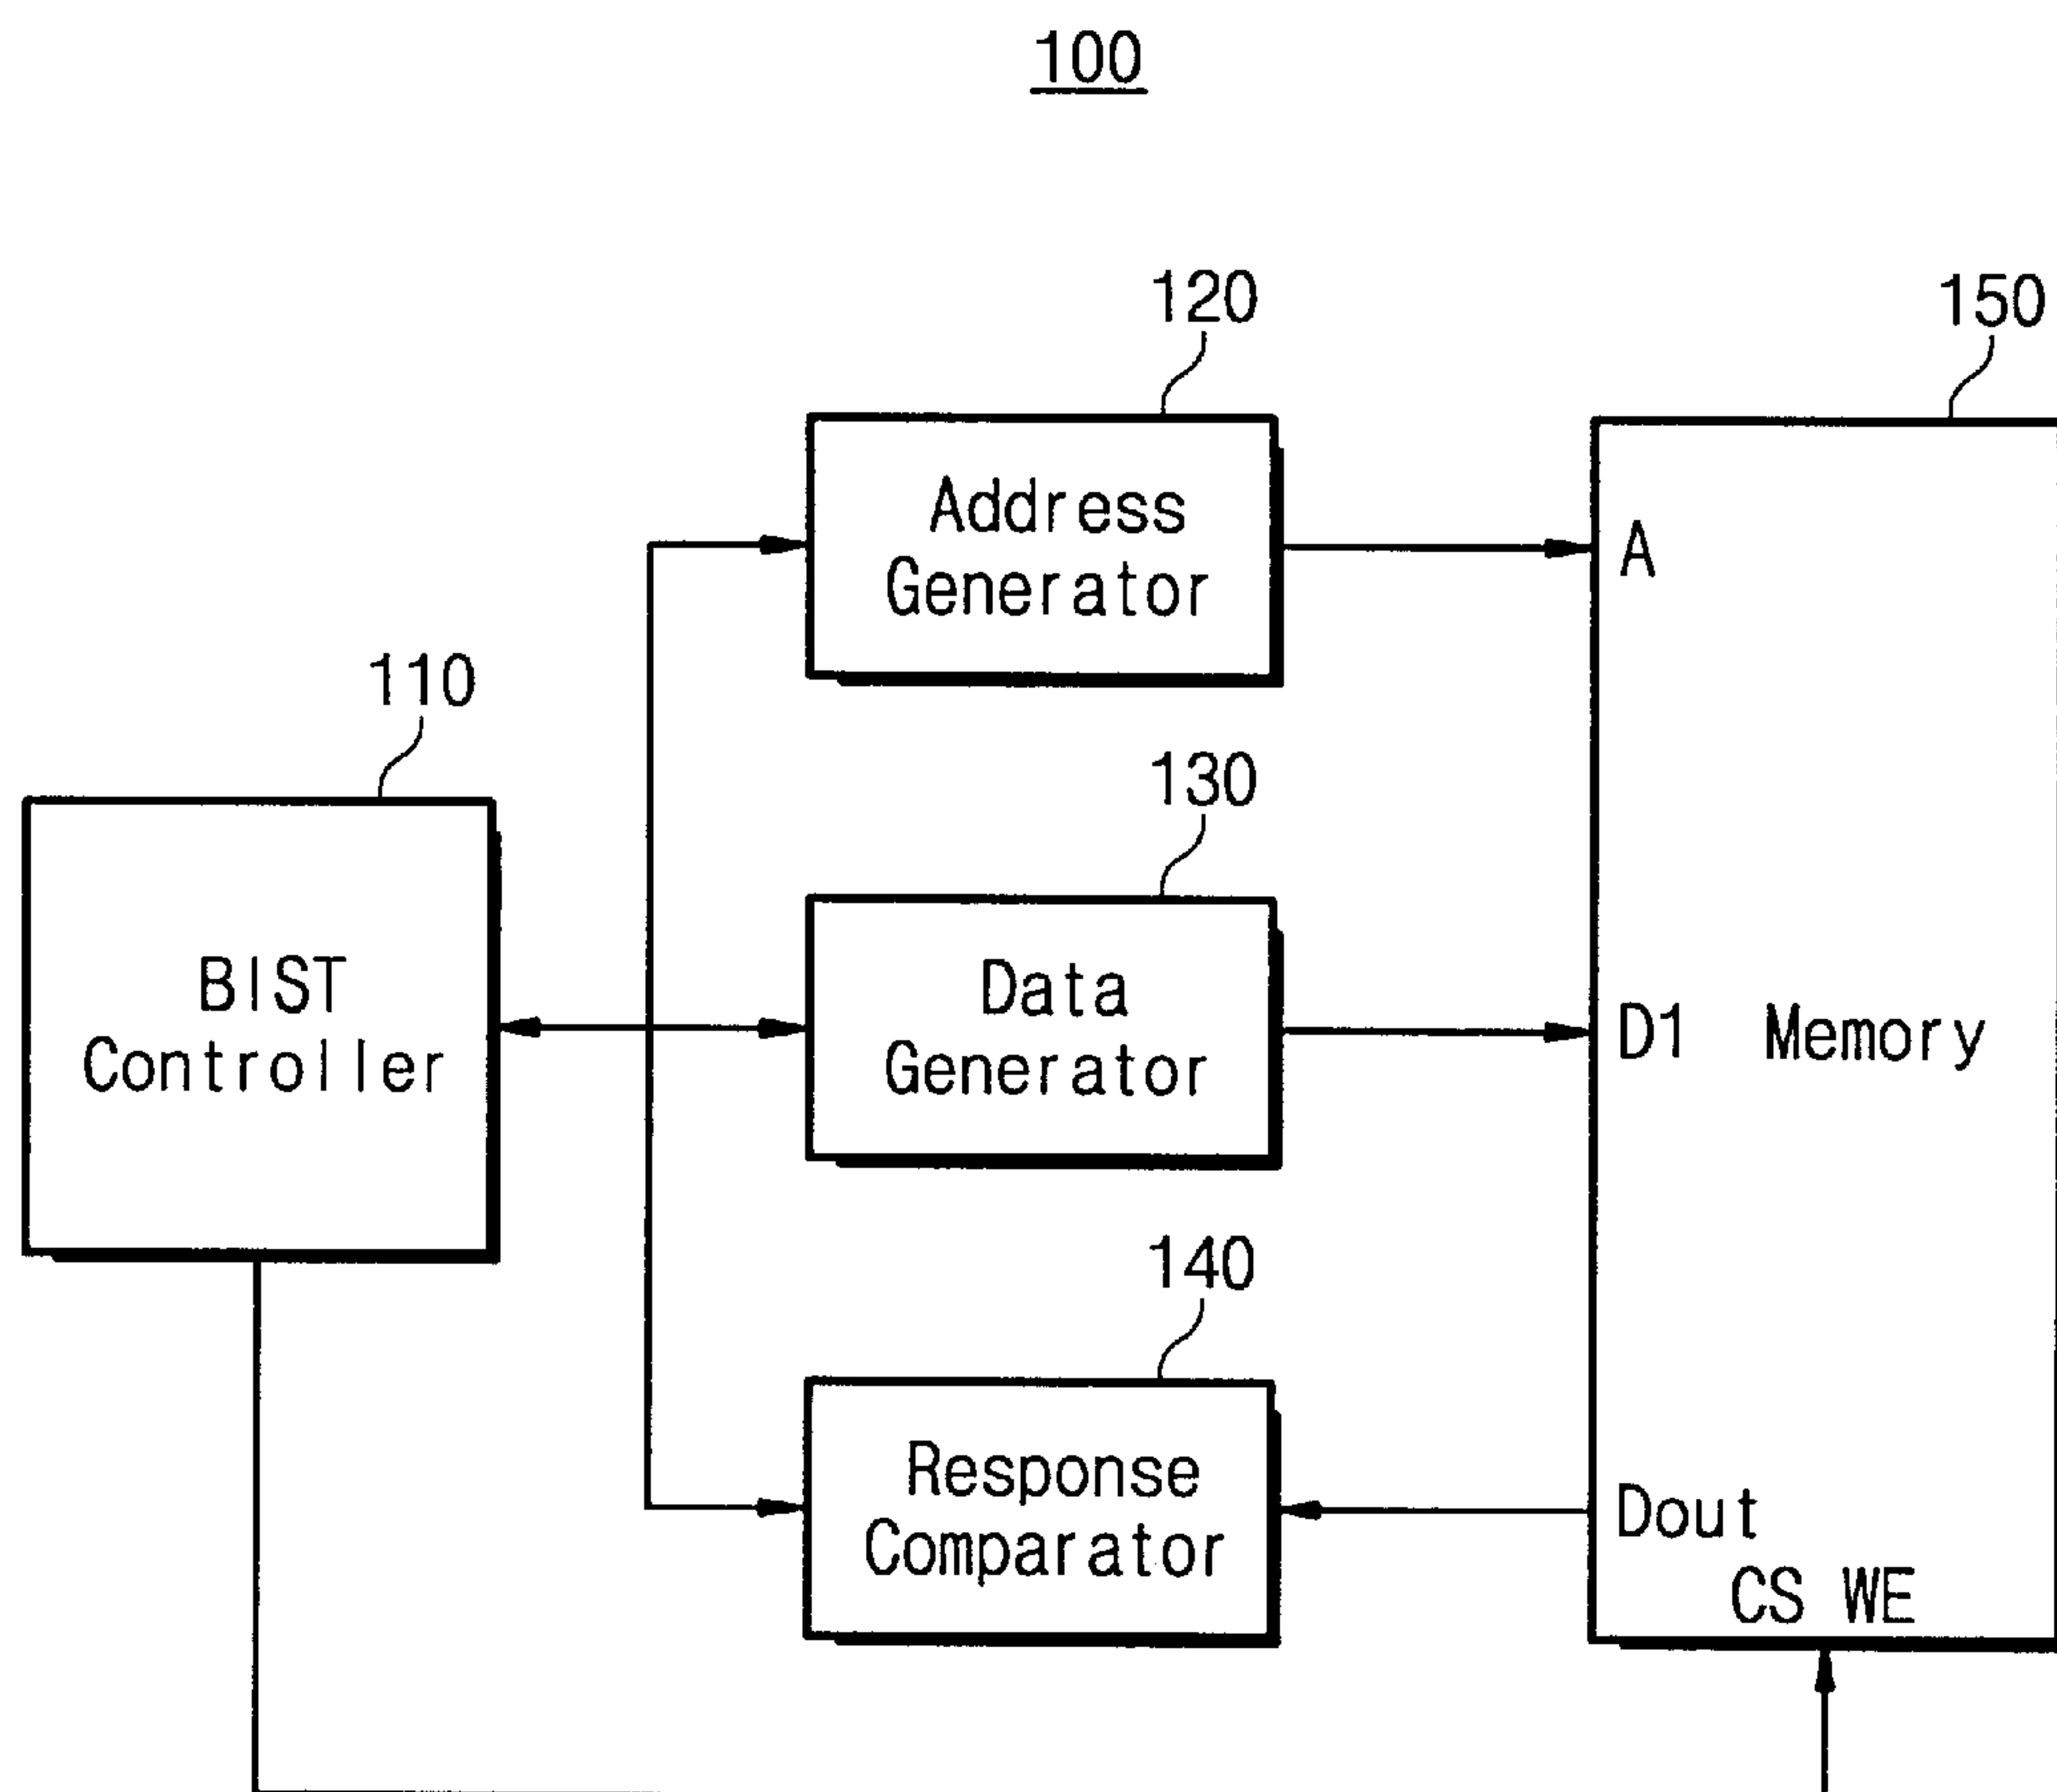 100
120
150
Address
Generator
A
110
130
BIST
Controller
Data
Generator
D1 Memory
140
Response
Comparator
Dout
CS WE